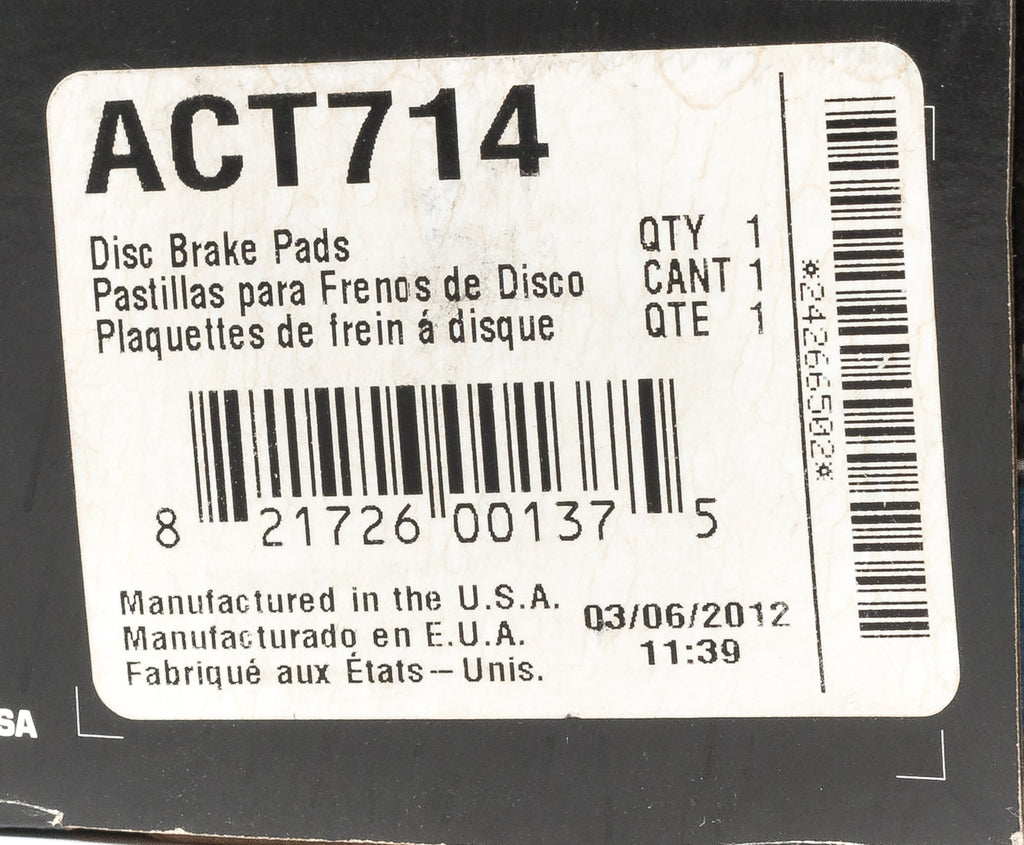 ACT714
Disc Brake Pads QTY 1
Pastillas para Frenos de Disco CANT 1
Plaquettes de frein á disque QTE 1
8 21726 00137 5
Manufactured in the U.S.A.
Manufacturado en E.U.A.
Fabriqué aux États-Unis.
03/06/2012
11:39
*24266502*
SA